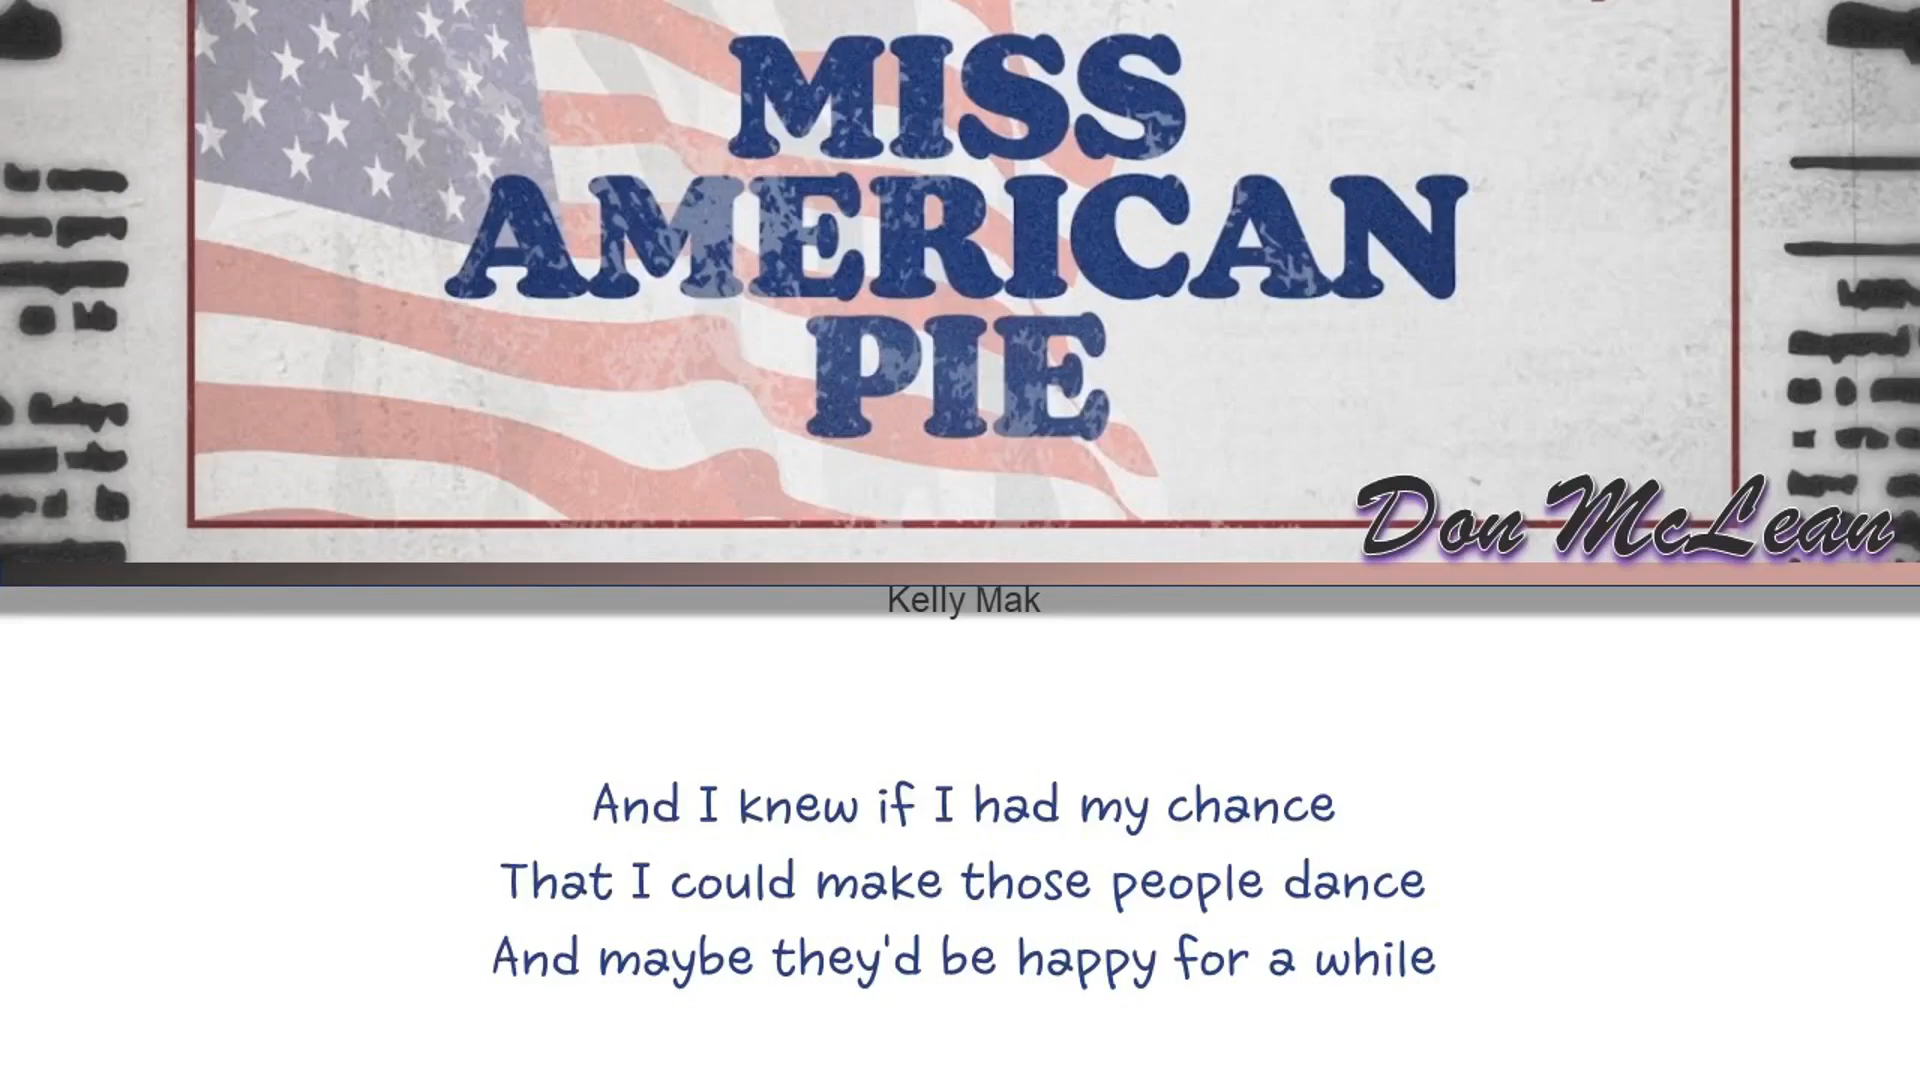 MISS
AMERICAN
PIE
Don McLean
Kelly Mak
And I knew if I had my chance
That I could make those people dance
And maybe they'd be happy for a while